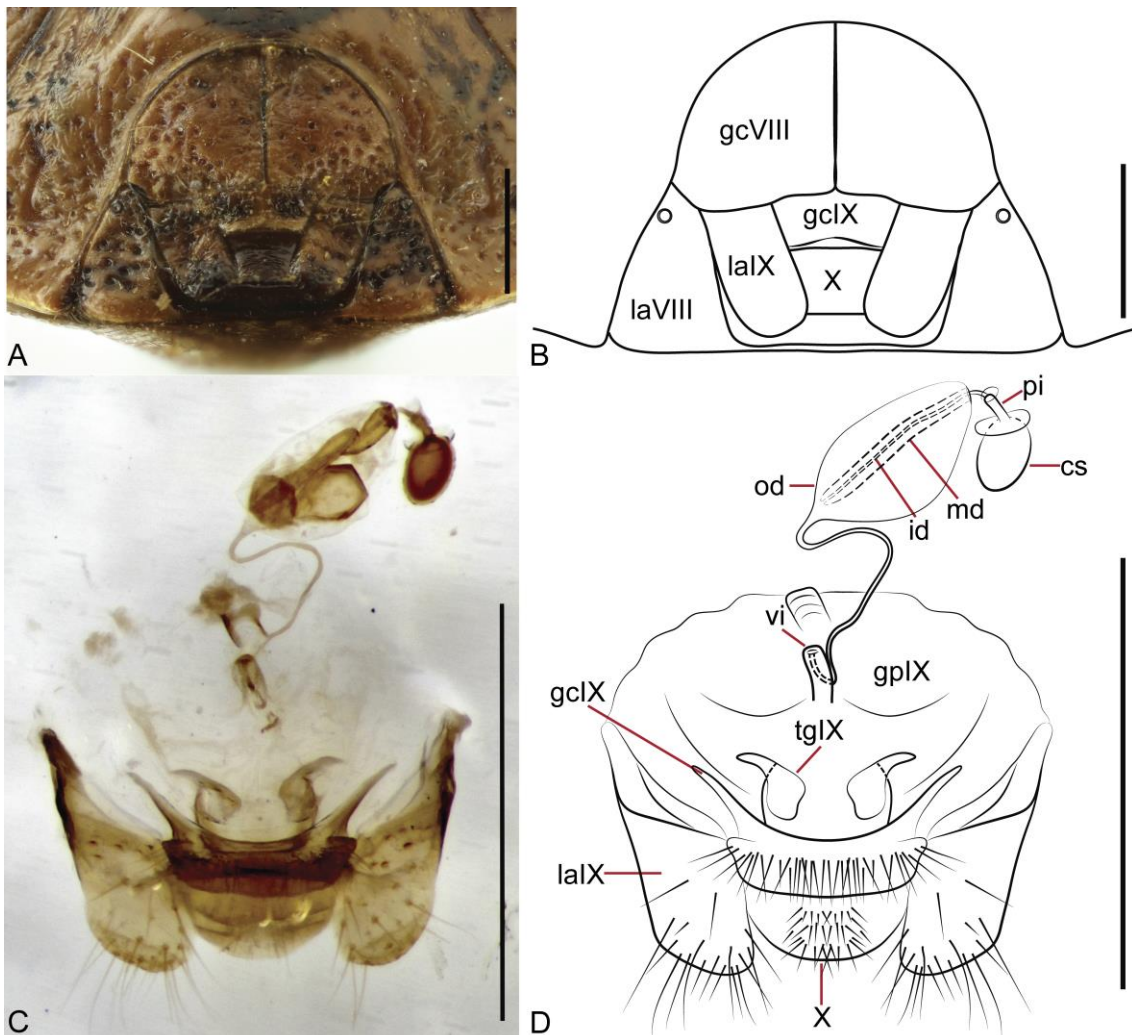 gcVIII
gcIX
laIX
X
laVIII
A
B
pi
cs
od
md
id
vi
gcIX
gpIX
tgIX
laIX
X
C
D